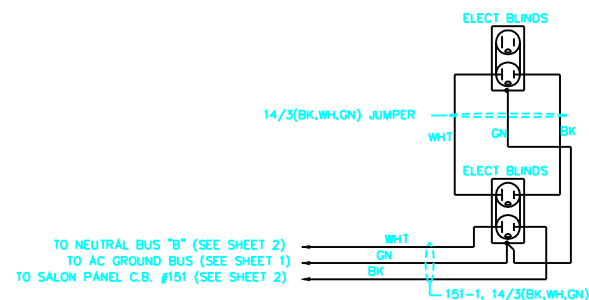 ELECT BLINDS
14/3(BK,WH,GN) JUMPER
WHT
GN
BK
ELECT BLINDS
TO NEUTRAL BUS "B" (SEE SHEET 2)
WHT
TO AC GROUND BUS (SEE SHEET 1)
GN
TO SALON PANEL C.B. #151 (SEE SHEET 2)
BK
151-1, 14/3(BK,WH,GN)